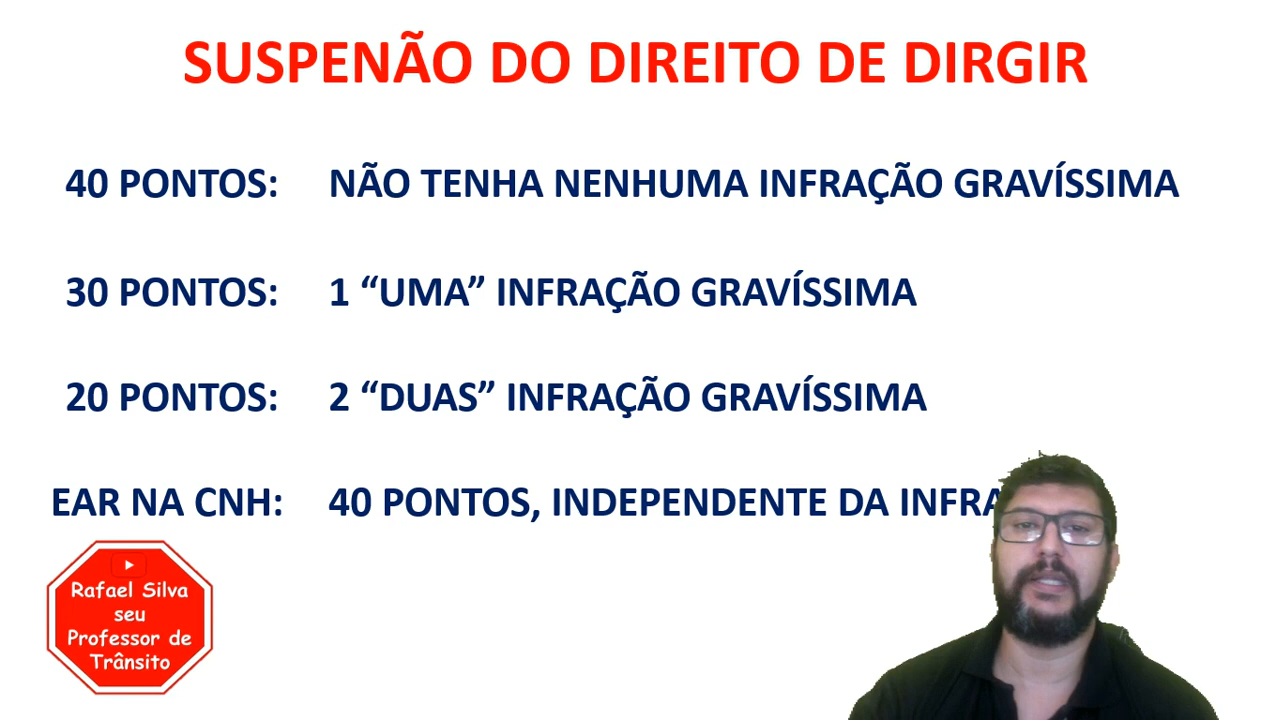 SUSPENÃO DO DIREITO DE DIRGIR
40 PONTOS: NÃO TENHA NENHUMA INFRAÇÃO GRAVÍSSIMA
30 PONTOS: 1 “UMA” INFRAÇÃO GRAVÍSSIMA
20 PONTOS: 2 “DUAS” INFRAÇÃO GRAVÍSSIMA
EAR NA CNH: 40 PONTOS, INDEPENDENTE DA
Rafael Silva
seu
Professor de
Trânsito